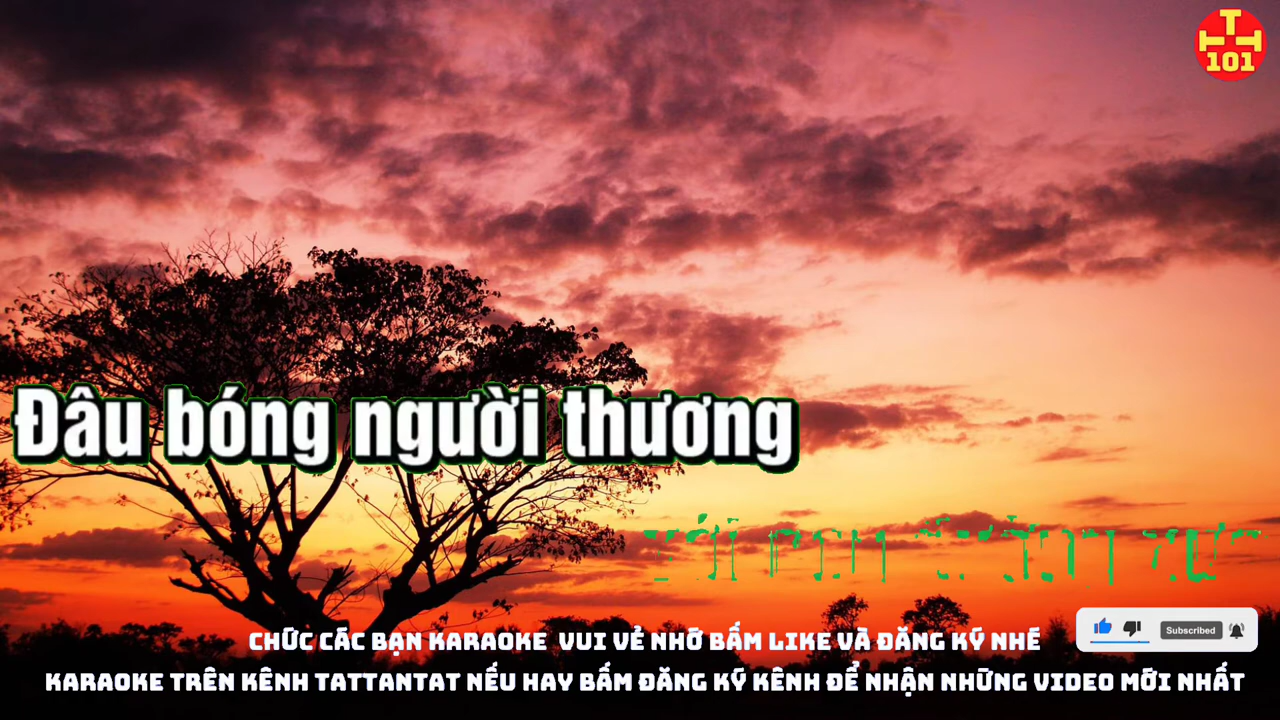 T
H H
101
Đâu bóng người thương
CHỨC CÁC BẠN KARAOKE VUI VẺ NHỚ BẤM LIKE VÀ ĐĂNG KÝ NHÉ
Subscribed
KARAOKE TRÊN KÊNH TATTANTAT NẾU HAY BẤM ĐĂNG KÝ KÊNH ĐỂ NHẬN NHỮNG VIDEO MỚI NHẤT